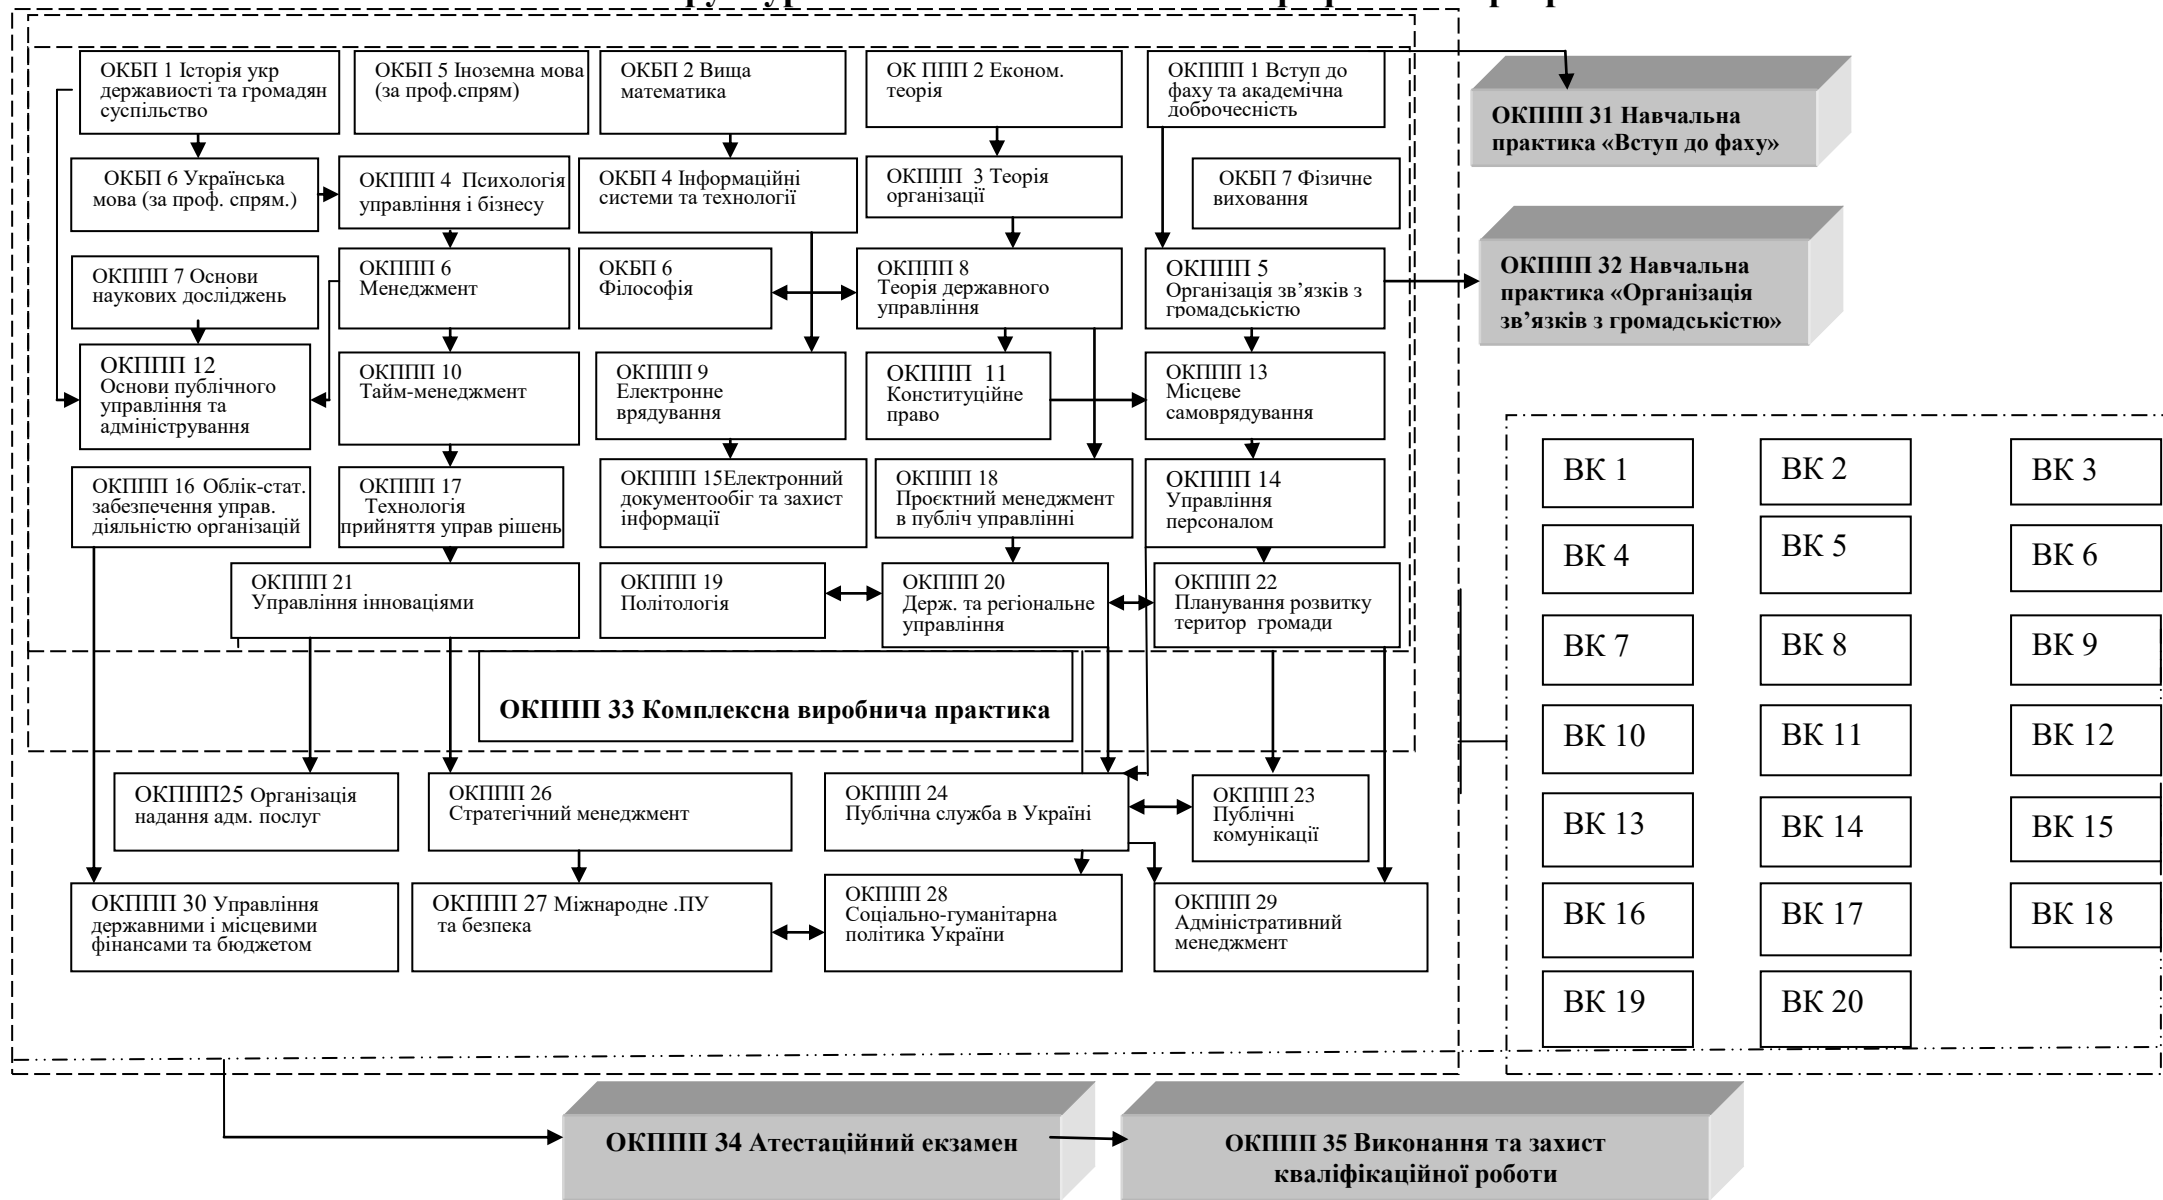 ОКБП 1 Історія укр
державиості та громадян
суспільство
ОКБП 5 Іноземна мова
(за проф.спрям)
ОКБП 2 Вища
математика
ОК ППП 2 Економ.
теорія
ОКППП 1 Вступ до
фаху та академічна
доброчесність
ОКППП 31 Навчальна
практика «Вступ до фаху»
ОКБП 6 Українська
мова (за проф. спрям.)
ОКППП 4 Психологія
управління і бізнесу
ОКБП 4 Інформаційні
системи та технології
ОКППП 3 Теорія
організації
ОКБП 7 Фізичне
виховання
ОКППП 7 Основи
наукових досліджень
ОКППП 6
Менеджмент
ОКБП 6
Філософія
ОКППП 8
Теорія державного
управління
ОКППП 5
Організація зв’язків з
громадськістю
ОКППП 32 Навчальна
практика «Організація
зв’язків з громадськістю»
ОКППП 12
Основи публічного
управління та
адміністрування
ОКППП 10
Тайм-менеджмент
ОКППП 9
Електронне
врядування
ОКППП 11
Конституційне
право
ОКППП 13
Місцеве
самоврядування
ОКППП 16 Облік-стат.
забезпечення управ.
діяльністю організацій
ОКППП 17
Технологія
прийняття управ рішень
ОКППП 15Електронний
документообіг та захист
інформації
ОКППП 18
Проєктний менеджмент
в публіч управлінні
ОКППП 14
Управління
персоналом
ОКППП 21
Управління інноваціями
ОКППП 19
Політологія
ОКППП 20
Держ. та регіональне
управління
ОКППП 22
Планування розвитку
територ громади
ОКППП 33 Комплексна виробнича практика
ОКППП25 Організація
надання адм. послуг
ОКППП 26
Стратегічний менеджмент
ОКППП 24
Публічна служба в Україні
ОКППП 23
Публічні
комунікації
ОКППП 30 Управління
державними і місцевими
фінансами та бюджетом
ОКППП 27 Міжнародне .ПУ
та безпека
ОКППП 28
Соціально-гуманітарна
політика України
ОКППП 29
Адміністративний
менеджмент
ВК 1
ВК 2
ВК 3
ВК 4
ВК 5
ВК 6
ВК 7
ВК 8
ВК 9
ВК 10
ВК 11
ВК 12
ВК 13
ВК 14
ВК 15
ВК 16
ВК 17
ВК 18
ВК 19
ВК 20
ОКППП 34 Атестаційний екзамен
ОКППП 35 Виконання та захист
кваліфікаційної роботи